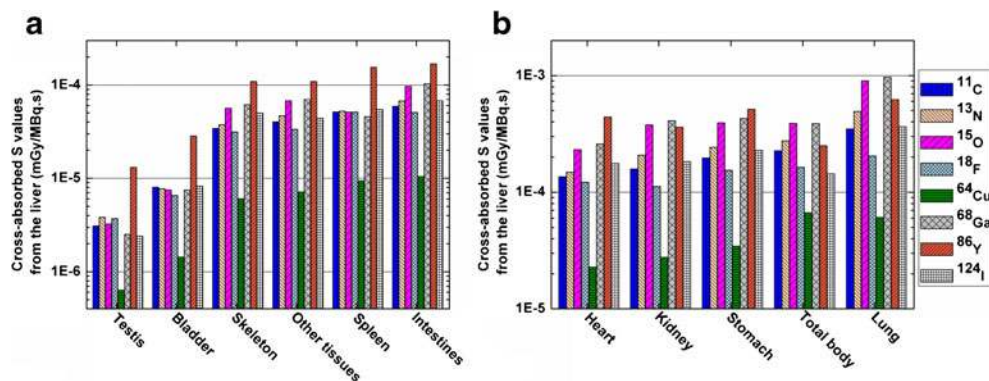 a
Cross-absorbed S values
from the liver (mGy/MBq.s)
1E-4
1E-5
1E-6
Testis
Bladder
Skeleton
Other tissues
Spleen
Intestines
b
Cross-absorbed S values
from the liver (mGy/MBq.s)
1E-3
1E-4
1E-5
Heart
Kidney
Stomach
Total body
Lung
¹¹C
¹³N
¹⁵O
¹⁸F
⁶⁴Cu
⁶⁸Ga
⁸⁶Y
¹²⁴I